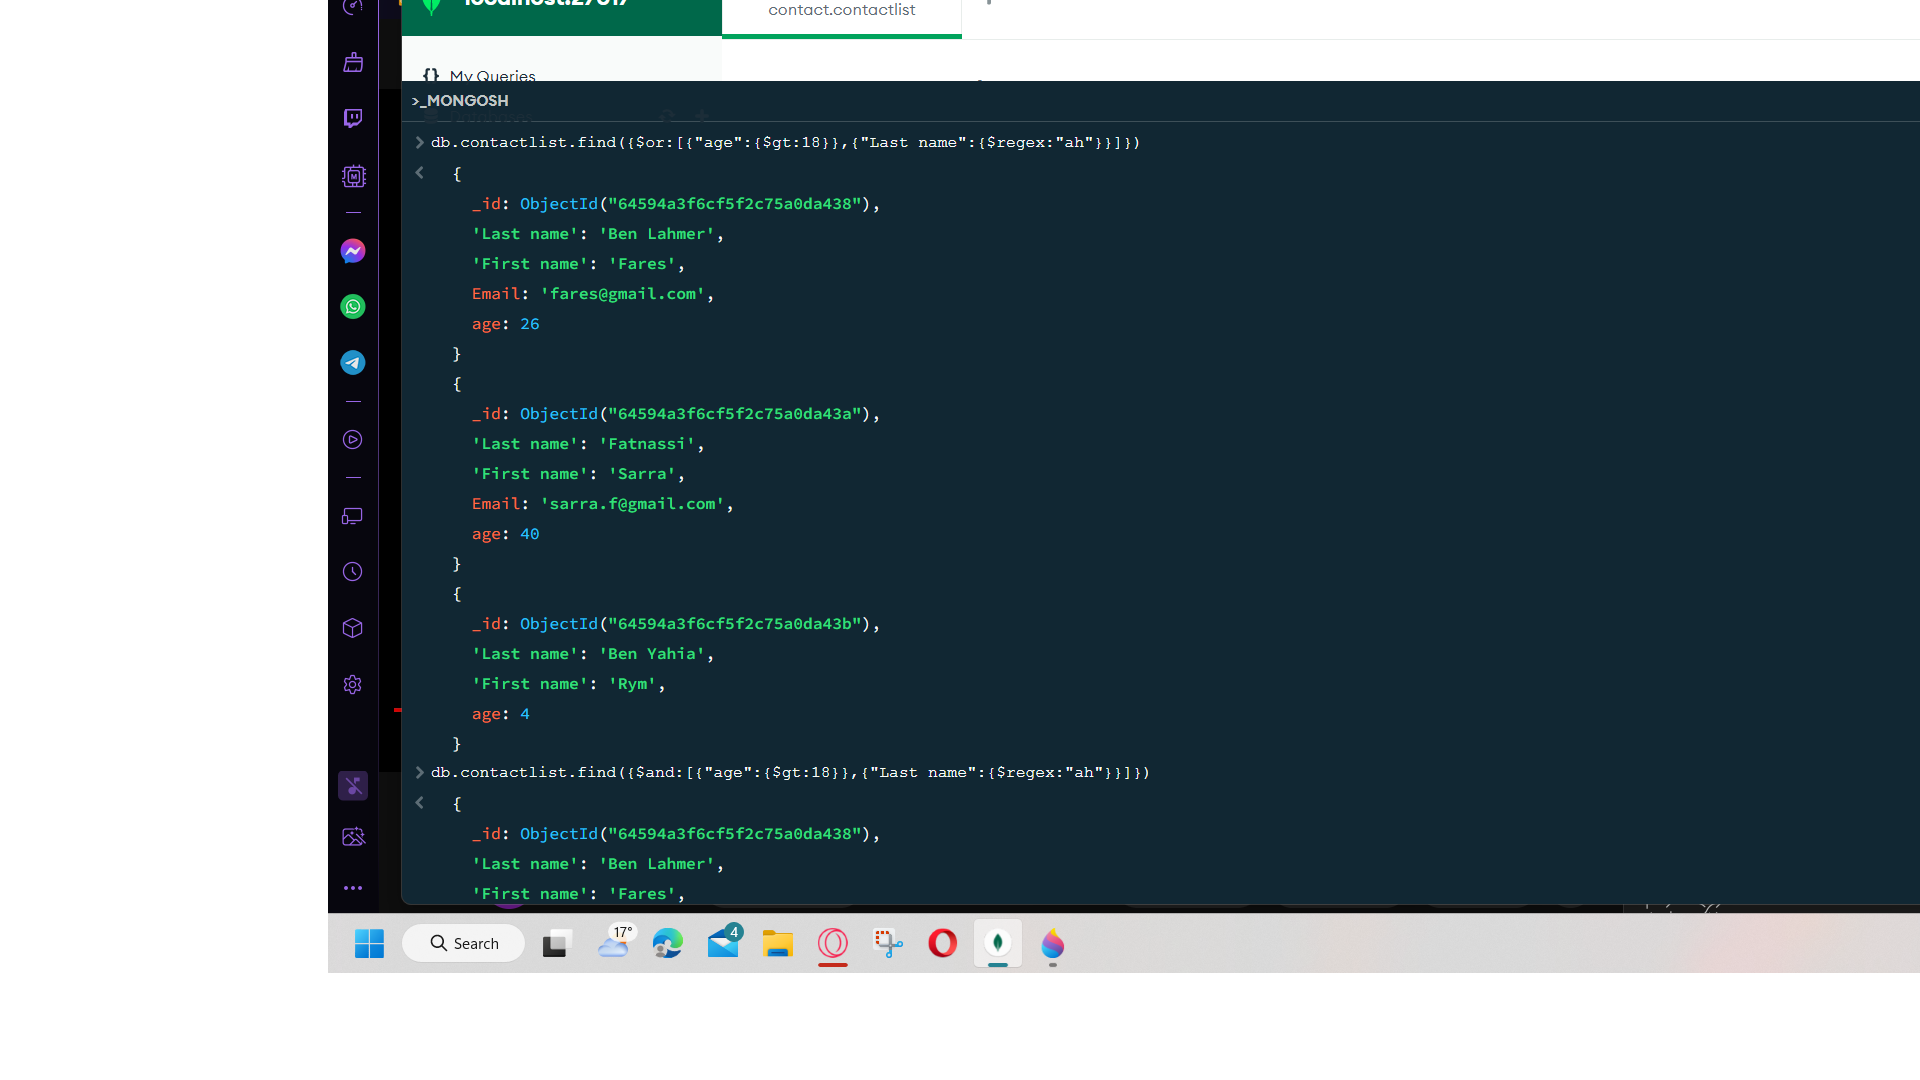 contact.contactlist
{} My Queries
>_MONGOSH
db.contactlist.find({$or:[{"age":{$gt:18}},{"Last name":{$regex:"ah"}}]})
{
_id: ObjectId("64594a3f6cf5f2c75a0da438"),
'Last name': 'Ben Lahmer',
'First name': 'Fares',
Email: 'fares@gmail.com',
age: 26
}
{
_id: ObjectId("64594a3f6cf5f2c75a0da43a"),
'Last name': 'Fatnassi',
'First name': 'Sarra',
Email: 'sarra.f@gmail.com',
age: 40
}
{
_id: ObjectId("64594a3f6cf5f2c75a0da43b"),
'Last name': 'Ben Yahia',
'First name': 'Rym',
age: 4
}
db.contactlist.find({$and:[{"age":{$gt:18}},{"Last name":{$regex:"ah"}}]})
{
_id: ObjectId("64594a3f6cf5f2c75a0da438"),
'Last name': 'Ben Lahmer',
'First name': 'Fares',
Search
17°
4